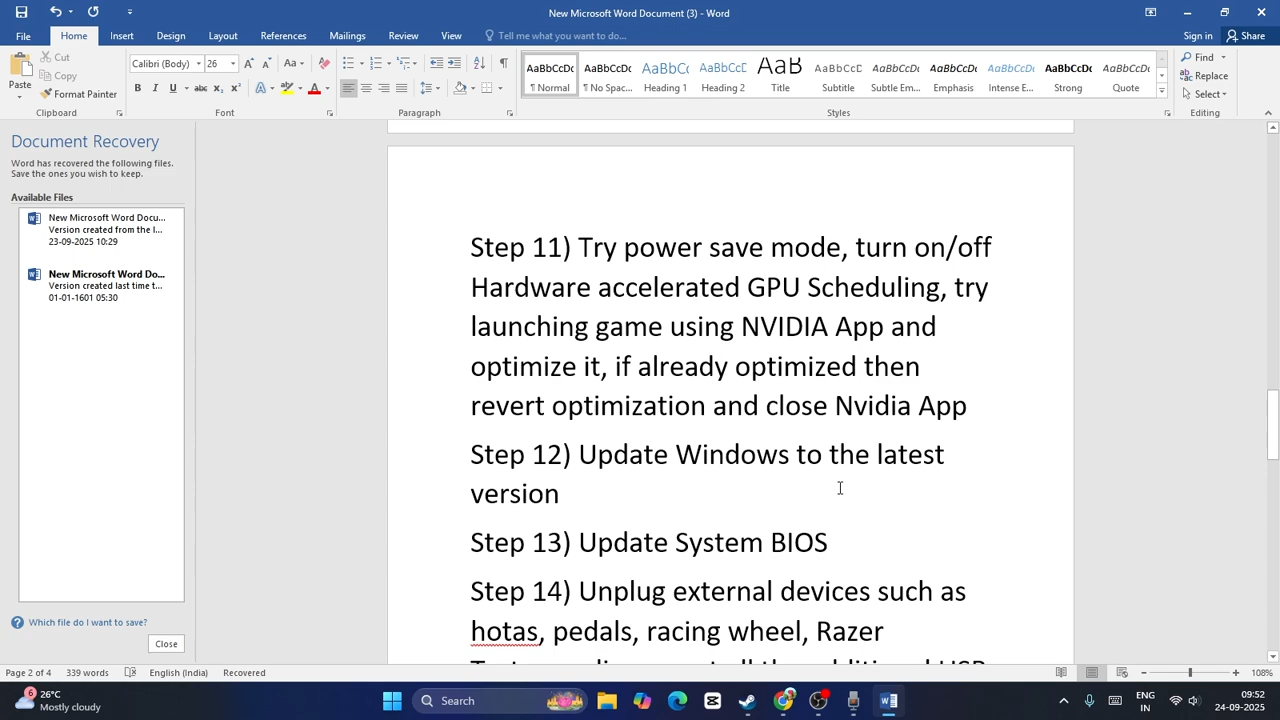 New Microsoft Word Document (3) - Word
File
Home
Insert
Design
Layout
References
Mailings
Review
View
Tell me what you want to do...
Sign in
Share
Paste
Cut
Copy
Format Painter
Clipboard
Calibri (Body)
26
Font
Paragraph
AaBbCcDc
¶ Normal
AaBbCcDc
¶ No Spac...
AaBbCc
Heading 1
AaBbCcD
Heading 2
AaB
Title
AaBbCcD
Subtitle
AaBbCcDc
Subtle Em...
AaBbCcDc
Emphasis
AaBbCcDc
Intense E...
AaBbCcDc
Strong
AaBbCcDc
Quote
Styles
Find
Replace
Select
Editing
Document Recovery
Word has recovered the following files.
Save the ones you wish to keep.
Available Files
New Microsoft Word Docu...
Version created from the l...
23-09-2025 10:29
New Microsoft Word Do...
Version created last time t...
01-01-1601 05:30
Which file do I want to save?
Close
Step 11) Try power save mode, turn on/off
Hardware accelerated GPU Scheduling, try
launching game using NVIDIA App and
optimize it, if already optimized then
revert optimization and close Nvidia App
Step 12) Update Windows to the latest
version
Step 13) Update System BIOS
Step 14) Unplug external devices such as
hotas, pedals, racing wheel, Razer
Page 2 of 4
339 words
English (India)
Recovered
108%
26°C
Mostly cloudy
Search
ENG
IN
09:52
24-09-2025